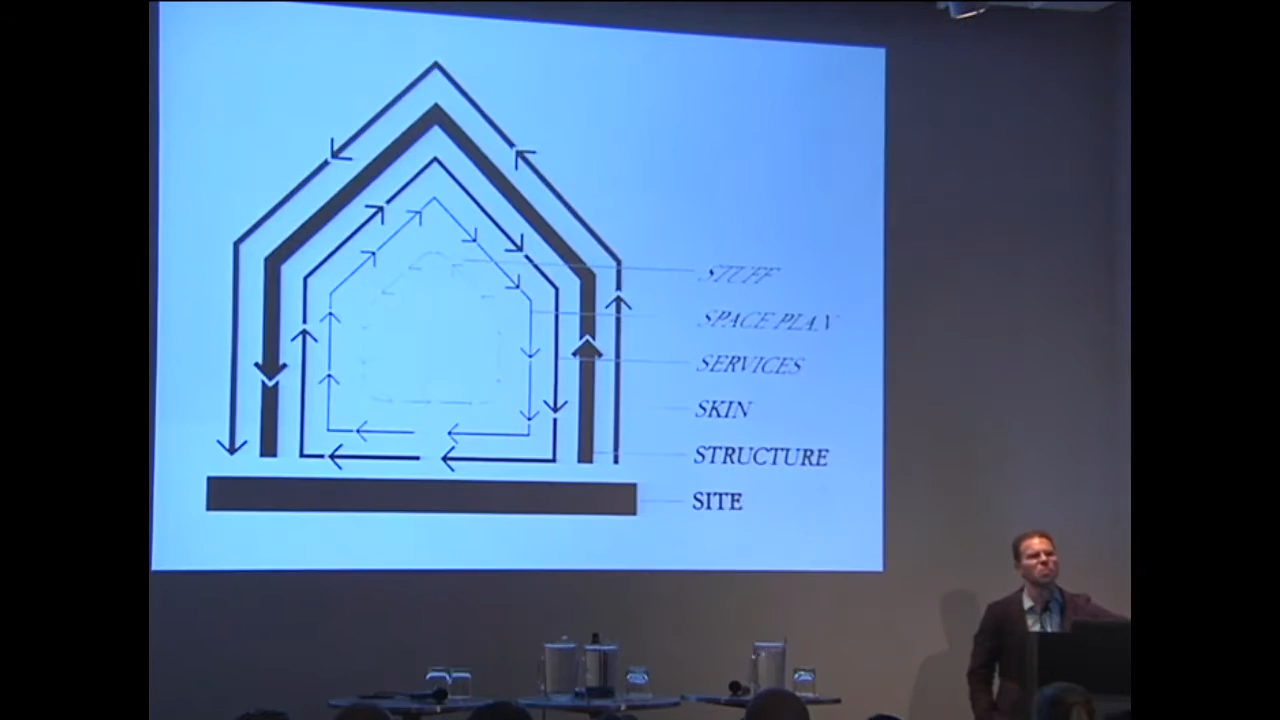 STUFF
SPACE PLAN
SERVICES
SKIN
STRUCTURE
SITE